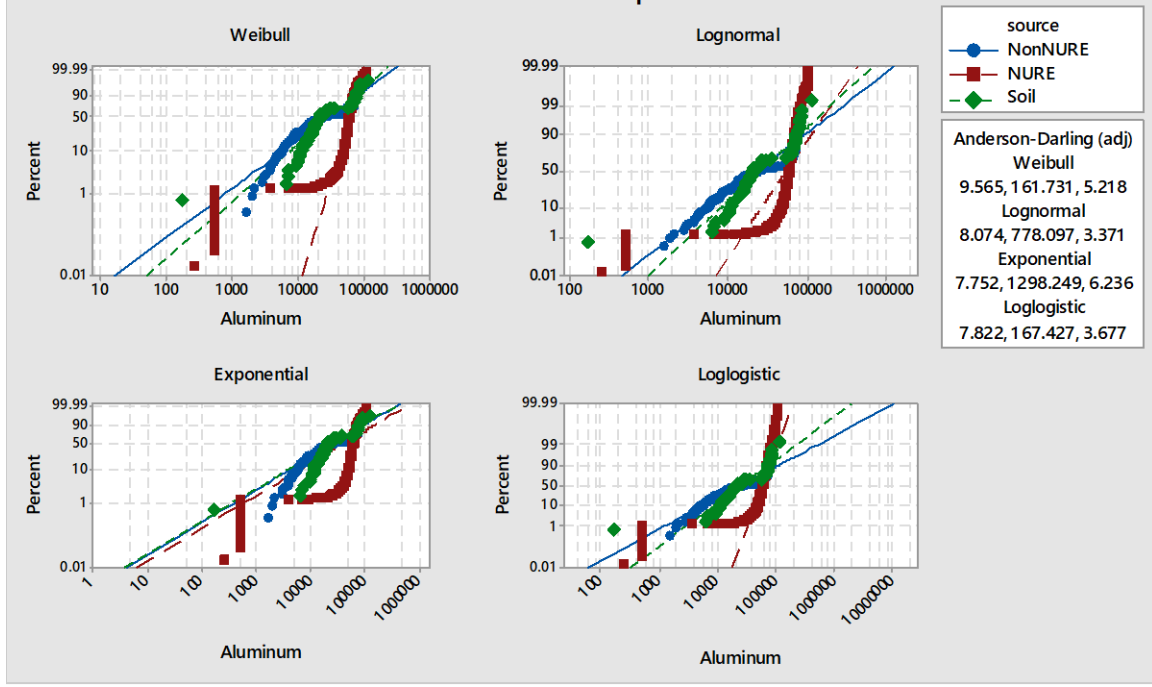 Weibull
99.99
90
50
10
1
0.01
Percent
10 100 1000 10000 100000 1000000
Aluminum
Lognormal
99.99
99
90
50
10
1
0.01
Percent
100 1000 10000 100000 1000000
Aluminum
source
NonNURE
NURE
Soil
Anderson-Darling (adj)
Weibull
9.565, 161.731, 5.218
Lognormal
8.074, 778.097, 3.371
Exponential
7.752, 1298.249, 6.236
Loglogistic
7.822, 167.427, 3.677
Exponential
99.99
90
50
10
1
0.01
Percent
1 10 100 1000 10000 100000 1000000
Aluminum
Loglogistic
99.99
99
90
50
10
1
0.01
Percent
100 1000 10000 100000 1000000 10000000
Aluminum